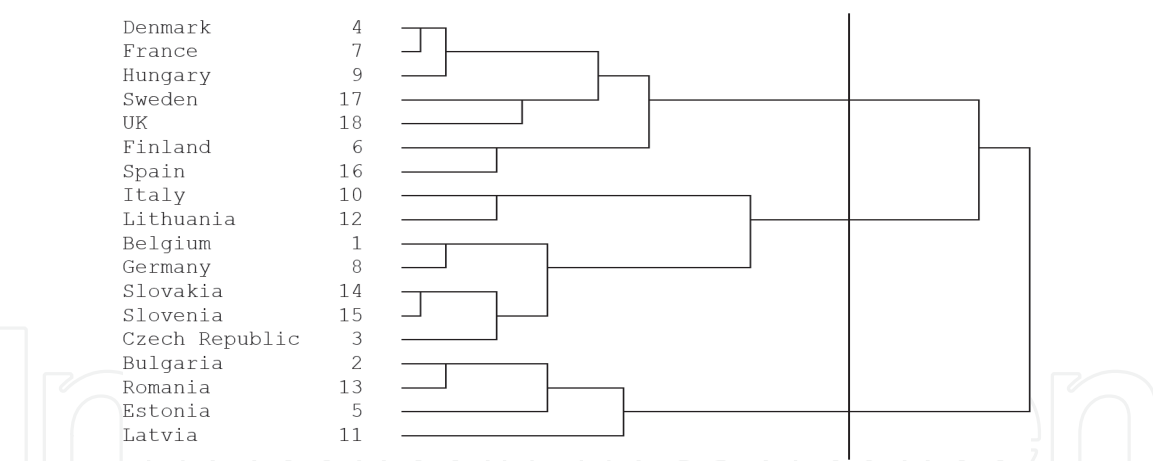 Denmark 4
France 7
Hungary 9
Sweden 17
UK 18
Finland 6
Spain 16
Italy 10
Lithuania 12
Belgium 1
Germany 8
Slovakia 14
Slovenia 15
Czech Republic 3
Bulgaria 2
Romania 13
Estonia 5
Latvia 11